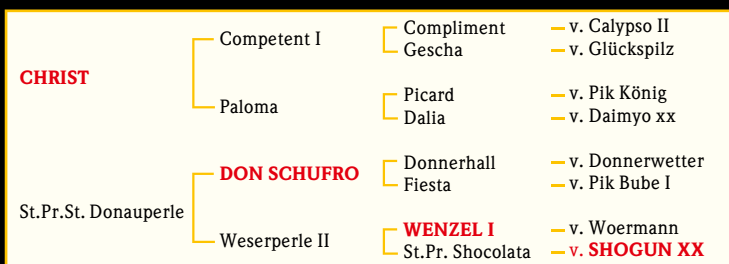 Compliment – v. Calypso II
Competent I
Gescha – v. Glückspilz
CHRIST
Picard – v. Pik König
Paloma
Dalia – v. Daimyo xx
Donnerhall – v. Donnerwetter
DON SCHUFRO
Fiesta – v. Pik Bube I
St.Pr.St. Donauperle
WENZEL I – v. Woermann
Weserperle II
St.Pr. Shocolata – v. SHOGUN XX